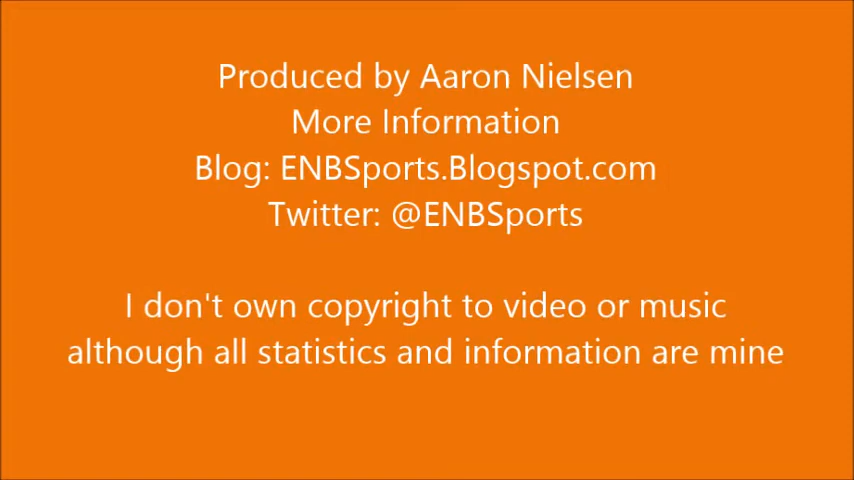 Produced by Aaron Nielsen
More Information
Blog: ENBSports.Blogspot.com
Twitter: @ENBSports
I don't own copyright to video or music
although all statistics and information are mine